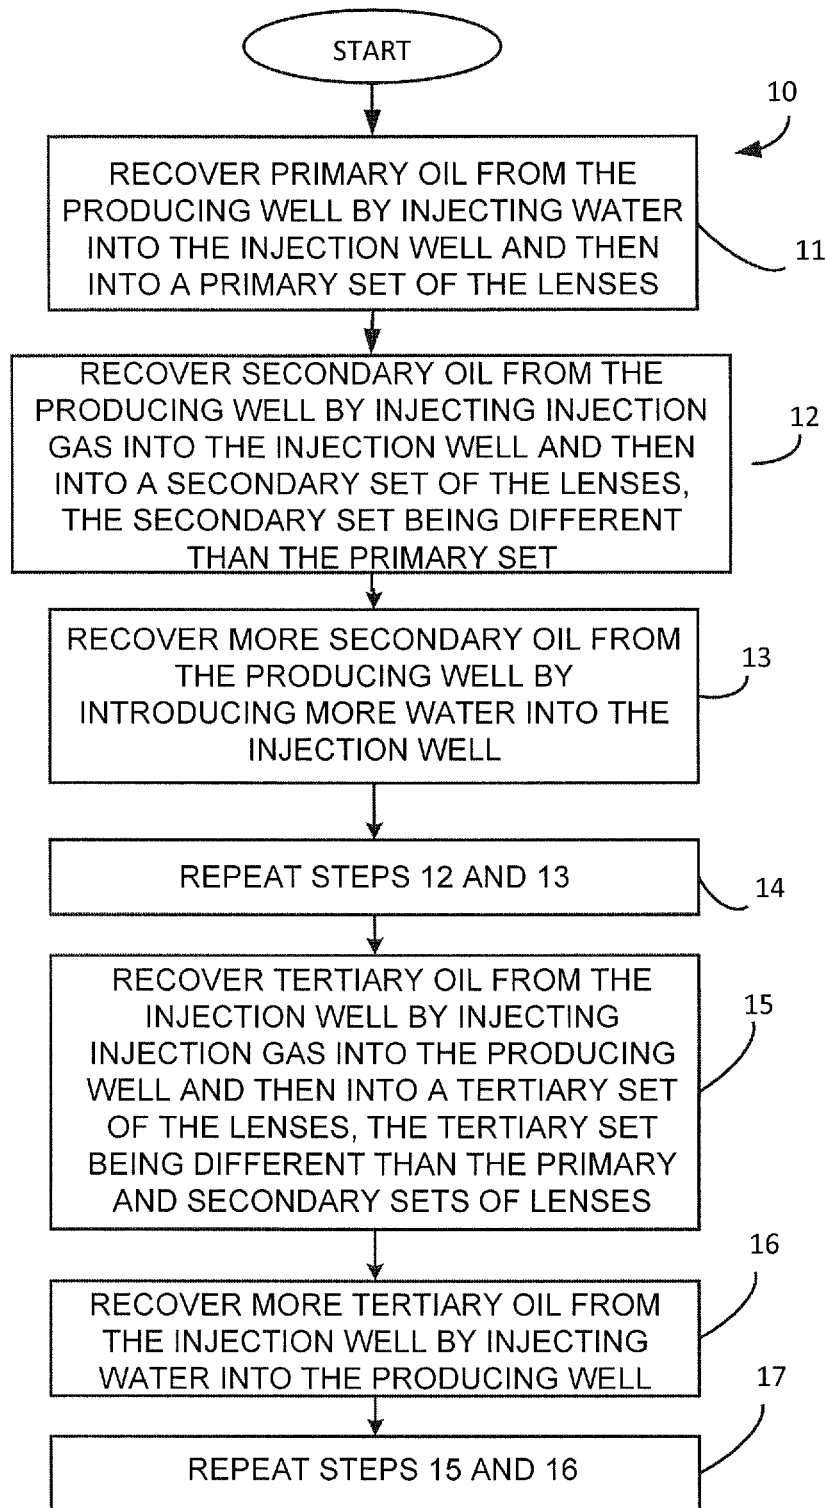 START
10
RECOVER PRIMARY OIL FROM THE
PRODUCING WELL BY INJECTING WATER
INTO THE INJECTION WELL AND THEN
INTO A PRIMARY SET OF THE LENSES
11
RECOVER SECONDARY OIL FROM THE
PRODUCING WELL BY INJECTING INJECTION
GAS INTO THE INJECTION WELL AND THEN
INTO A SECONDARY SET OF THE LENSES,
THE SECONDARY SET BEING DIFFERENT
THAN THE PRIMARY SET
12
RECOVER MORE SECONDARY OIL FROM
THE PRODUCING WELL BY
INTRODUCING MORE WATER INTO THE
INJECTION WELL
13
REPEAT STEPS 12 AND 13
14
RECOVER TERTIARY OIL FROM THE
INJECTION WELL BY INJECTING
INJECTION GAS INTO THE PRODUCING
WELL AND THEN INTO A TERTIARY SET
OF THE LENSES, THE TERTIARY SET
BEING DIFFERENT THAN THE PRIMARY
AND SECONDARY SETS OF LENSES
15
RECOVER MORE TERTIARY OIL FROM
THE INJECTION WELL BY INJECTING
WATER INTO THE PRODUCING WELL
16
REPEAT STEPS 15 AND 16
17